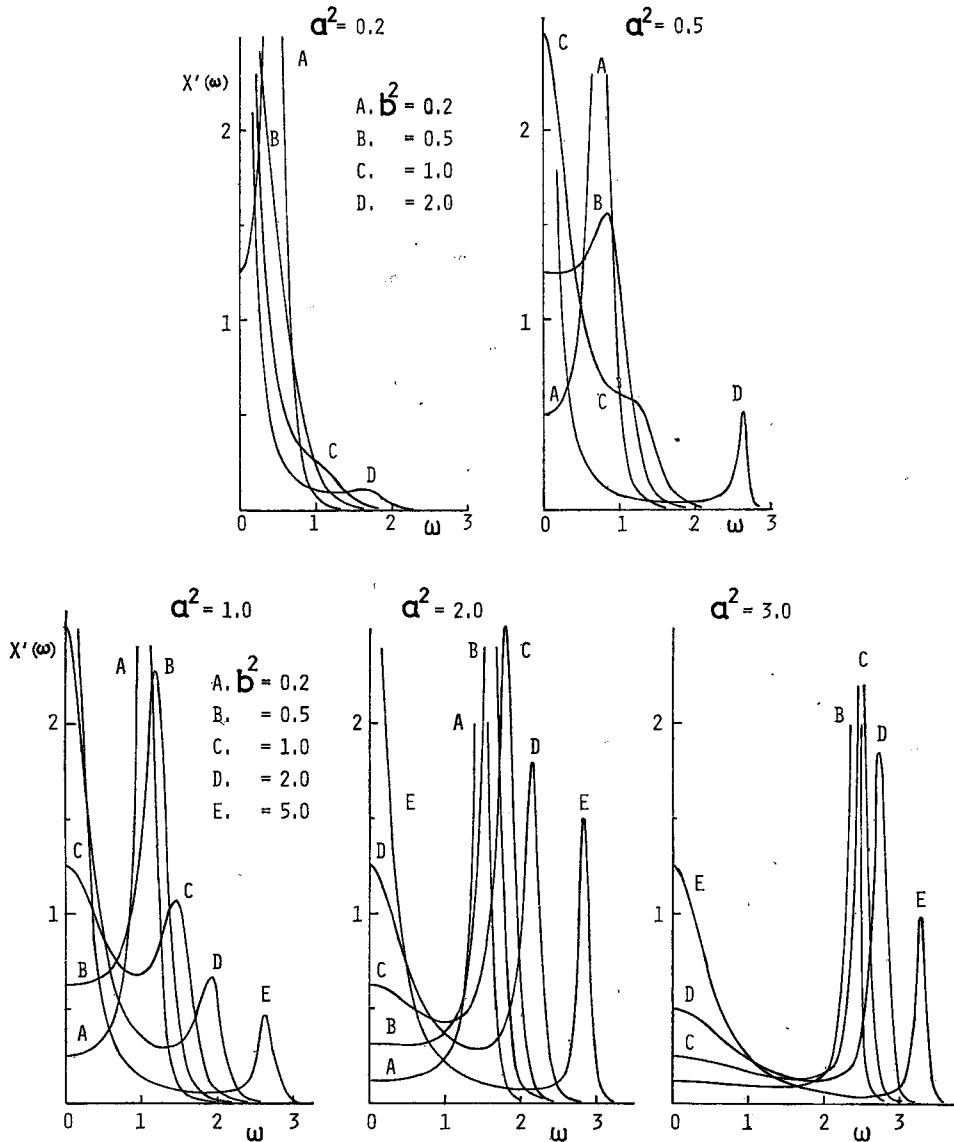 a² = 0.2
X'(ω)
2
1
A
B
C
D
A. b² = 0.2
B. = 0.5
C. = 1.0
D. = 2.0
0 1 2 3
ω
a² = 0.5
C
A
B
A
C
D
2
1
0 1 2 3
ω
a² = 1.0
X'(ω)
2
1
A
B
C
C
B
A
D
E
A. b² = 0.2
B. = 0.5
C. = 1.0
D. = 2.0
E. = 5.0
0 1 2 3
ω
a² = 2.0
B
C
A
D
E
D
C
B
A
E
2
1
0 1 2 3
ω
a² = 3.0
C
B
D
E
E
D
C
2
1
0 1 2 3
ω